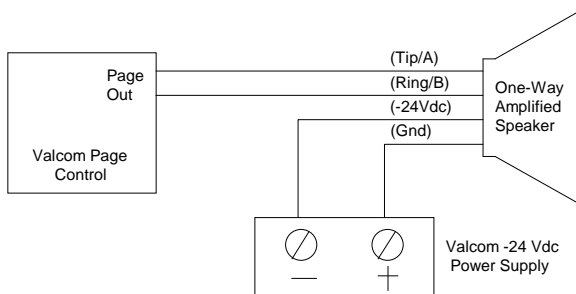 (Tip/A)
Page
Out
(Ring/B)
One-Way
Amplified
Speaker
(-24Vdc)
(Gnd)
Valcom Page
Control
Valcom -24 Vdc
Power Supply
— +